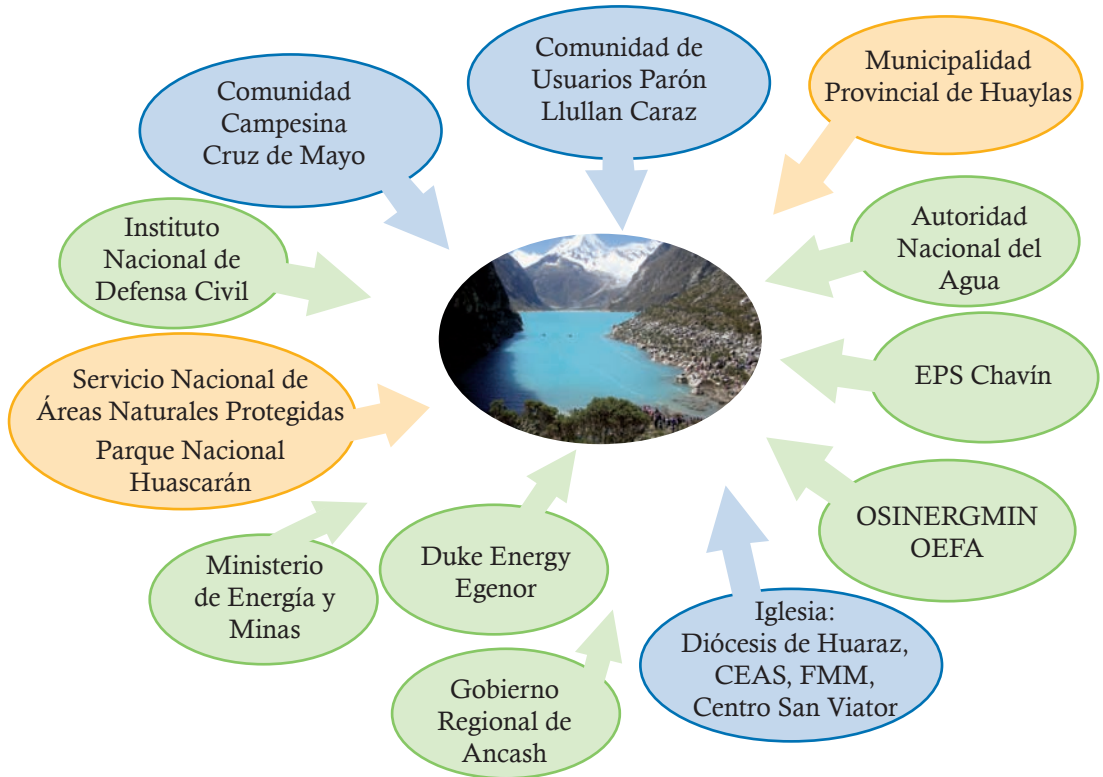 Comunidad
Campesina
Cruz de Mayo
Comunidad de
Usuarios Parón
Llullan Caraz
Municipalidad
Provincial de Huaylas
Instituto
Nacional de
Defensa Civil
Autoridad
Nacional del
Agua
Servicio Nacional de
Áreas Naturales Protegidas
Parque Nacional
Huascarán
EPS Chavín
Ministerio
de Energía y
Minas
Duke Energy
Egenor
OSINERGMIN
OEFA
Gobierno
Regional de
Ancash
Iglesia:
Diócesis de Huaraz,
CEAS, FMM,
Centro San Viator